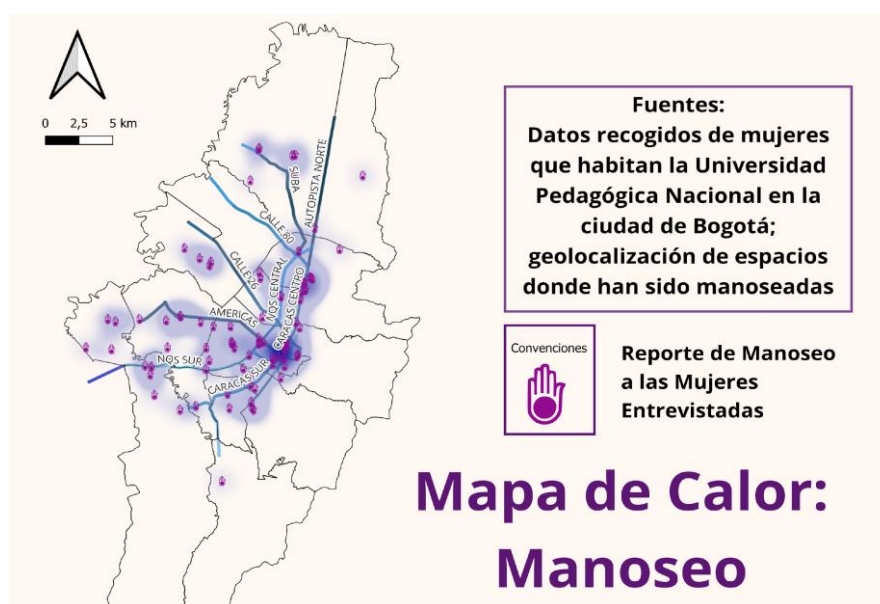 0 2,5 5 km
SUBA
AUTOPISTA NORTE
CALLE 80
CALLE 26
NQS CENTRAL
CARACAS CENTRO
AMERICAS
NQS SUR
CARACAS SUR
Fuentes:
Datos recogidos de mujeres
que habitan la Universidad
Pedagógica Nacional en la
ciudad de Bogotá;
geolocalización de espacios
donde han sido manoseadas
Convenciones
Reporte de Manoseo
a las Mujeres
Entrevistadas
Mapa de Calor:
Manoseo